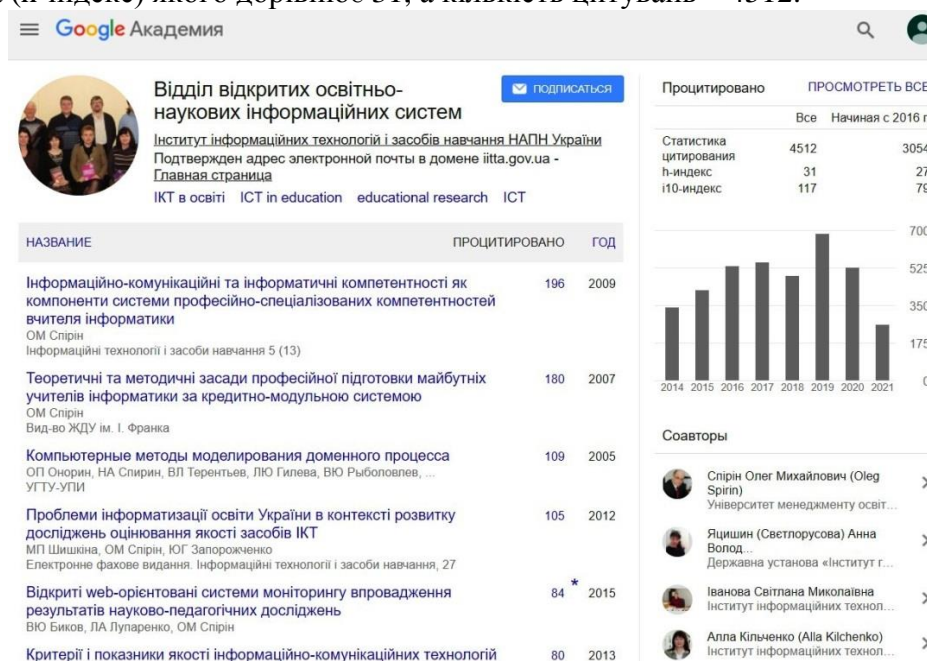 (h-індекс) якого дорівнює 31, а кількість цитувань – 4512.
Google Академия
Відділ відкритих освітньо-
наукових інформаційних систем
ПОДПИСАТЬСЯ
Інститут інформаційних технологій і засобів навчання НАПН України
Подтвержден адрес электронной почты в домене iitta.gov.ua -
Главная страница
ІКТ в освіті ICT in education educational research ICT
НАЗВАНИЕ ПРОЦИТИРОВАНО ГОД
Інформаційно-комунікаційні та інформатичні компетентності як 196 2009
компоненти системи професійно-спеціалізованих компетентностей
вчителя інформатики
ОМ Спірін
Інформаційні технології і засоби навчання 5 (13)
Теоретичні та методичні засади професійної підготовки майбутніх 180 2007
учителів інформатики за кредитно-модульною системою
ОМ Спірін
Вид-во ЖДУ ім. І. Франка
Компьютерные методы моделирования доменного процесса 109 2005
ОП Онорин, НА Спирин, ВЛ Терентьев, ЛЮ Гилева, ВЮ Рыболовлев, ...
УГТУ-УПИ
Проблеми інформатизації освіти України в контексті розвитку 105 2012
досліджень оцінювання якості засобів ІКТ
МП Шишкіна, ОМ Спірін, ЮГ Запорожченко
Електронне фахове видання. Інформаційні технології і засоби навчання, 27
Відкриті web-орієнтовані системи моніторингу впровадження 84 * 2015
результатів науково-педагогічних досліджень
ВЮ Биков, ЛА Лупаренко, ОМ Спірін
Критерії і показники якості інформаційно-комунікаційних технологій 80 2013
Процитировано ПРОСМОТРЕТЬ ВСЕ
Все Начиная с 2016 г
Статистика
цитирования 4512 3054
h-индекс 31 27
i10-индекс 117 79
700
525
350
175
0
2014 2015 2016 2017 2018 2019 2020 2021
Соавторы
Спірін Олег Михайлович (Oleg
Spirin)
Університет менеджменту освіт...
Яцишин (Свєтлорусова) Анна
Волод...
Державна установа «Інститут г...
Іванова Світлана Миколаївна
Інститут інформаційних технол...
Алла Кільченко (Alla Kilchenko)
Інститут інформаційних технол...